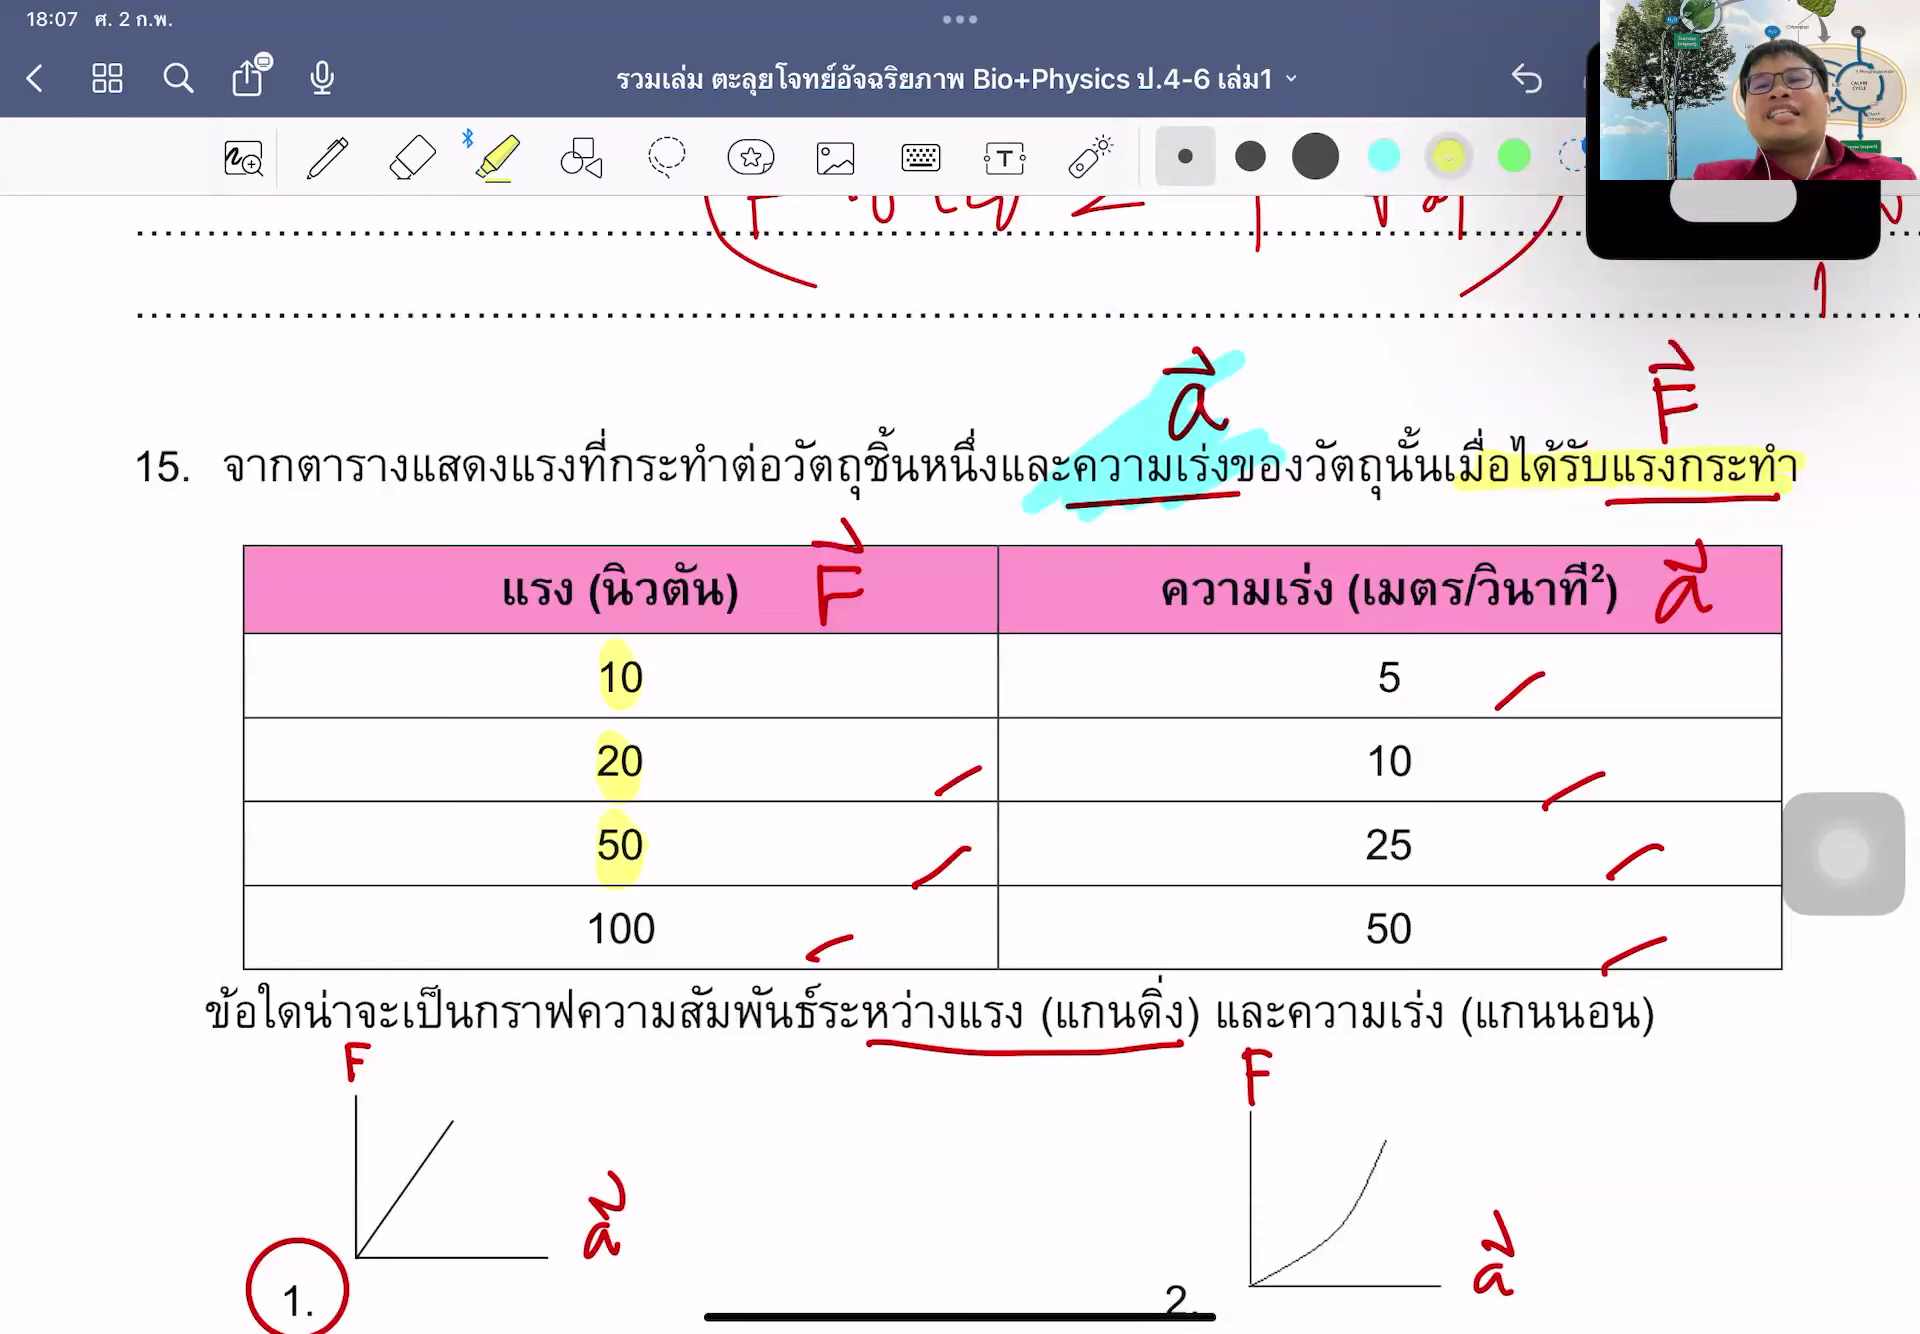 18:07 ศ. 2 ก.พ.
รวมเล่ม ตะลุยโจทย์อัจฉริยภาพ Bio+Physics ป.4-6 เล่ม1
a
F
15. จากตารางแสดงแรงที่กระทำต่อวัตถุชิ้นหนึ่งและความเร่งของวัตถุนั้นเมื่อได้รับแรงกระทำ
แรง (นิวตัน) F ความเร่ง (เมตร/วินาที²) a
10 5
20 10
50 25
100 50
ข้อใดน่าจะเป็นกราฟความสัมพันธ์ระหว่างแรง (แกนดิ่ง) และความเร่ง (แกนนอน)
F F
a a
1. 2.